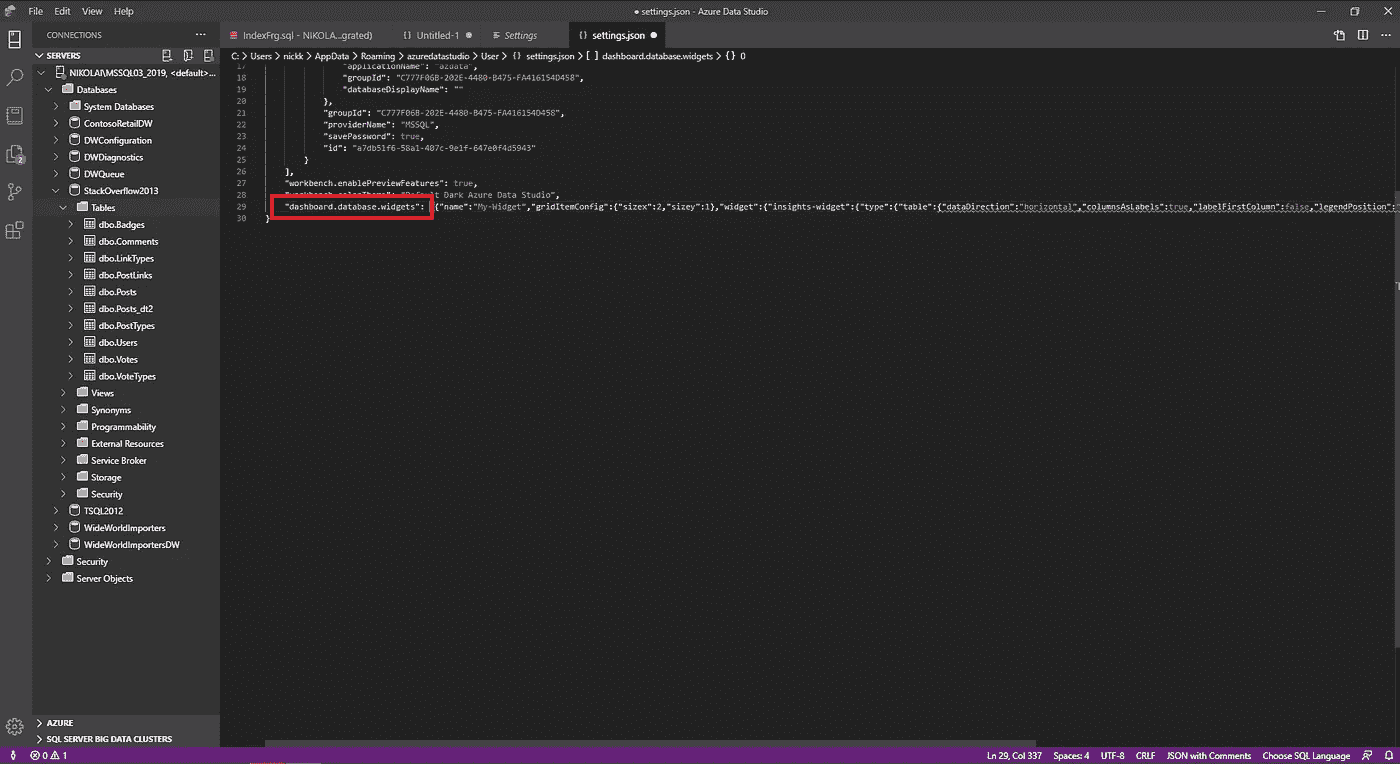 File Edit View Help
● settings.json - Azure Data Studio
CONNECTIONS
SERVERS
NIKOLAI\MSSQL03_2019, <default>...
Databases
System Databases
ContosoRetailDW
DWConfiguration
DWDiagnostics
DWQueue
StackOverflow2013
Tables
dbo.Badges
dbo.Comments
dbo.LinkTypes
dbo.PostLinks
dbo.Posts
dbo.Posts_dt2
dbo.PostTypes
dbo.Users
dbo.Votes
dbo.VoteTypes
Views
Synonyms
Programmability
External Resources
Service Broker
Storage
Security
TSQL2012
WideWorldImporters
WideWorldImportersDW
Security
Server Objects
AZURE
SQL SERVER BIG DATA CLUSTERS
2
IndexFrg.sql - NIKOLA...grated) {} Untitled-1 ● Settings {} settings.json ●
C: > Users > nickk > AppData > Roaming > azuredatastudio > User > {} settings.json > [ ] dashboard.database.widgets > {} 0
17 "applicationName": "azdata",
18 "groupId": "C777F06B-202E-4480-B475-FA416154D458",
19 "databaseDisplayName": ""
20 },
21 "groupId": "C777F06B-202E-4480-B475-FA416154D458",
22 "providerName": "MSSQL",
23 "savePassword": true,
24 "id": "a7db51f6-58a1-407c-9e1f-647e0f4d5943"
25 }
26 ],
27 "workbench.enablePreviewFeatures": true,
28 "workbench.colorTheme": "Default Dark Azure Data Studio",
29 "dashboard.database.widgets": [{"name":"My-Widget","gridItemConfig":{"sizex":2,"sizey":1},"widget":{"insights-widget":{"type":{"table":{"dataDirection":"horizontal","columnsAsLabels":true,"labelFirstColumn":false,"legendPosition":"
30 }
0 1 Ln 29, Col 337 Spaces: 4 UTF-8 CRLF JSON with Comments Choose SQL Language